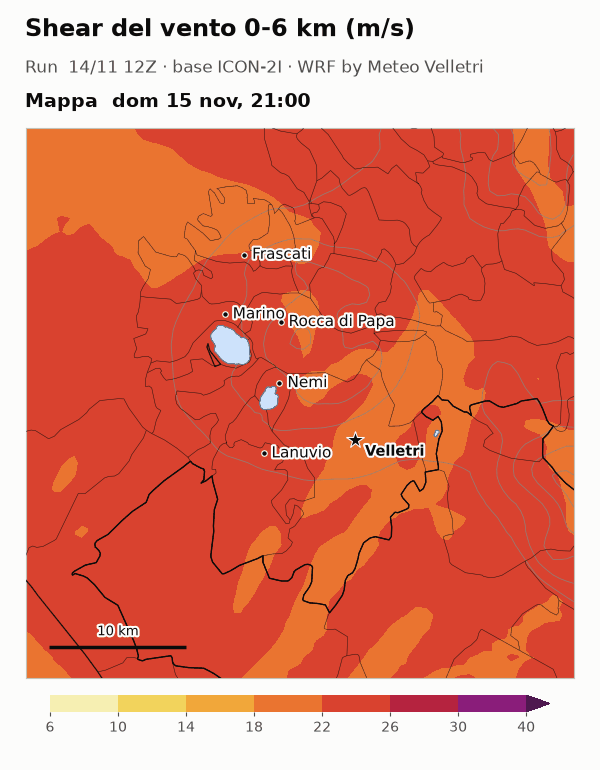 Shear del vento 0-6 km (m/s)
Run  14/11 12Z · base ICON-2I · WRF by Meteo Velletri
Mappa  dom 15 nov, 21:00
Frascati
Marino
Rocca di Papa
Nemi
Velletri
Lanuvio
10 km
6 10 14 18 22 26 30 40